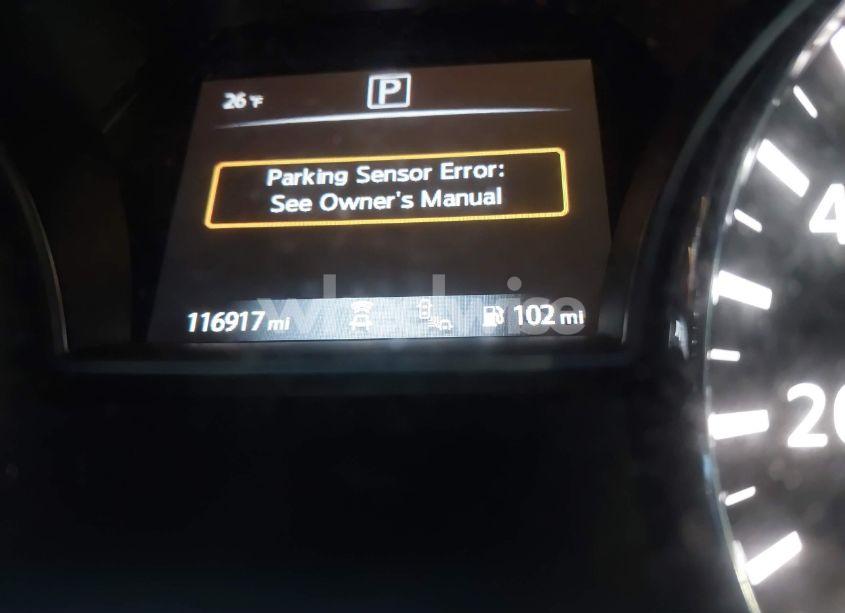 26 °F
P
Parking Sensor Error:
See Owner's Manual
116917 mi
102 mi